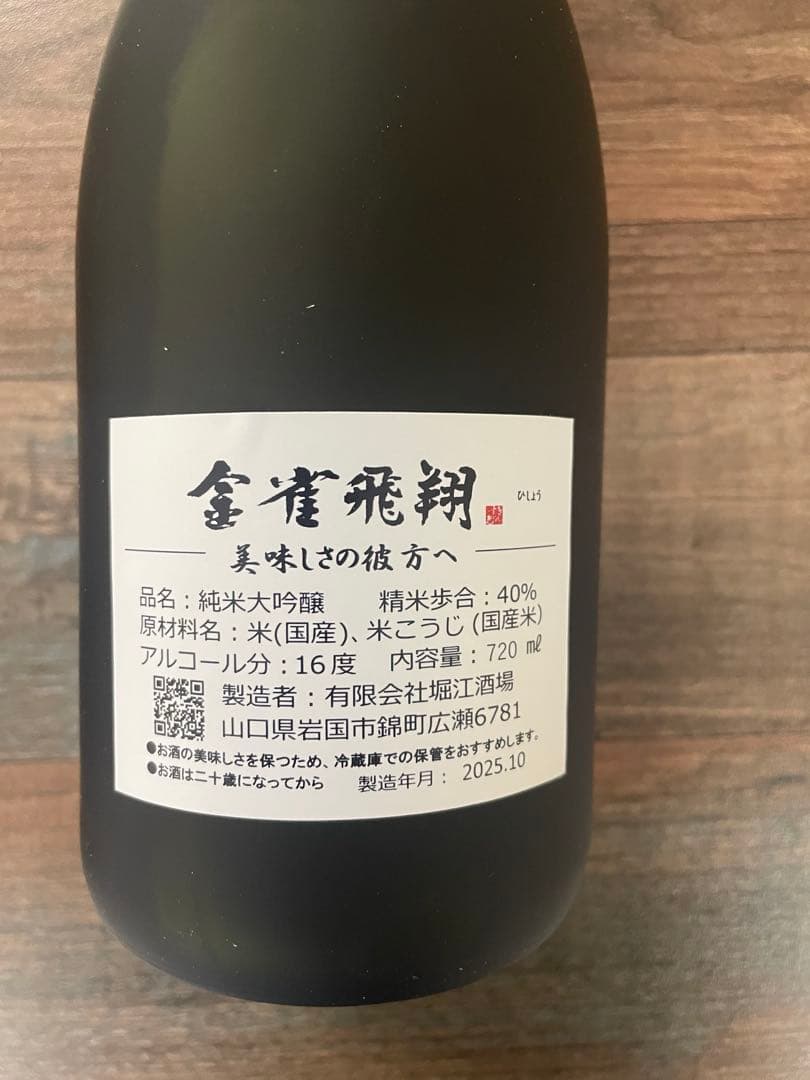 金雀飛翔 ひしょう
美味しさの彼方へ
品名：純米大吟醸 精米歩合：40%
原材料名：米(国産)、米こうじ(国産米)
アルコール分：16度 内容量：720㎖
製造者：有限会社堀江酒場
山口県岩国市錦町広瀬6781
●お酒の美味しさを保つため、冷蔵庫での保管をおすすめします。
●お酒は二十歳になってから 製造年月：2025.10